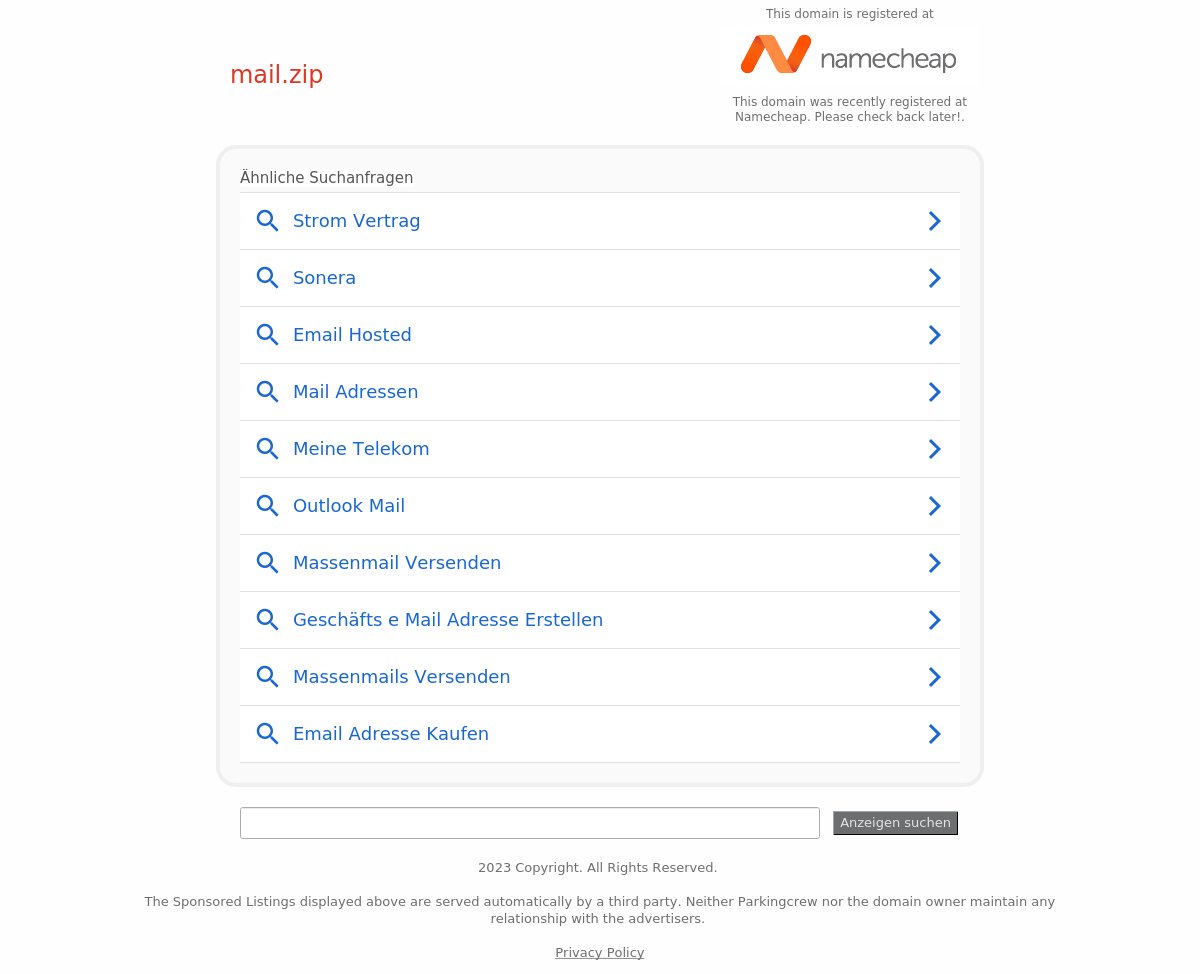 This domain is registered at
mail.zip
namecheap
This domain was recently registered at
Namecheap. Please check back later!.
Ähnliche Suchanfragen
Strom Vertrag
Sonera
Email Hosted
Mail Adressen
Meine Telekom
Outlook Mail
Massenmail Versenden
Geschäfts e Mail Adresse Erstellen
Massenmails Versenden
Email Adresse Kaufen
Anzeigen suchen
2023 Copyright. All Rights Reserved.
The Sponsored Listings displayed above are served automatically by a third party. Neither Parkingcrew nor the domain owner maintain any
relationship with the advertisers.
Privacy Policy